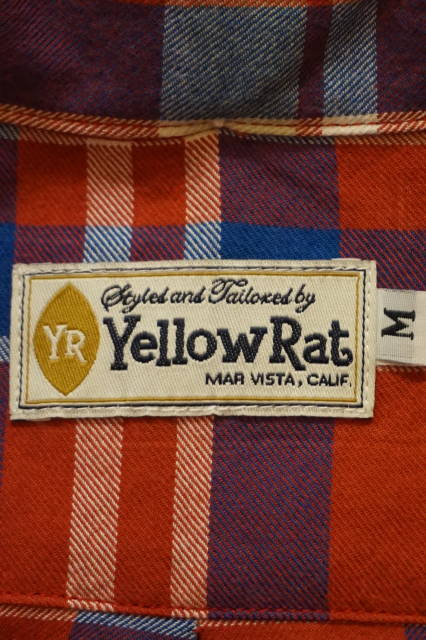 Styled and Tailored by
YR
YellowRat
MAR VISTA, CALIF.
M